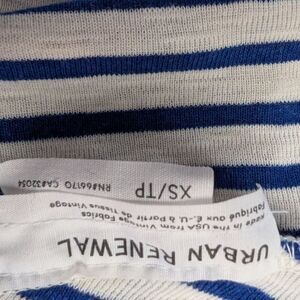 XS/TP
RN#66170 CA#32054
URBAN RENEWAL
Made in the USA from Vintage Fabrics
Fabriqué aux É.-U. à Partir de Tissus Vintage